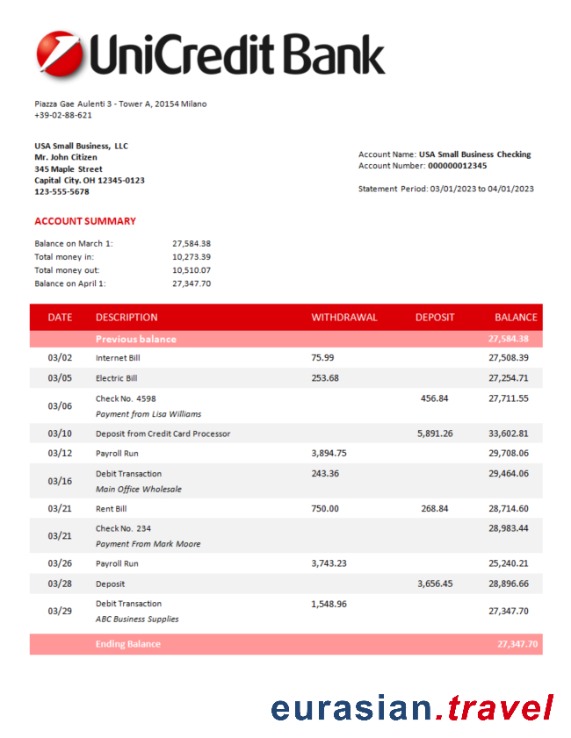 UniCredit Bank
Piazza Gae Aulenti 3 - Tower A, 20154 Milano
+39-02-88-621
USA Small Business, LLC
Mr. John Citizen
345 Maple Street
Capital City. OH 12345-0123
123-555-5678
Account Name: USA Small Business Checking
Account Number: 000000012345
Statement Period: 03/01/2023 to 04/01/2023
ACCOUNT SUMMARY
Balance on March 1: 27,584.38
Total money in: 10,273.39
Total money out: 10,510.07
Balance on April 1: 27,347.70
DATE DESCRIPTION WITHDRAWAL DEPOSIT BALANCE
Previous balance 27,584.38
03/02 Internet Bill 75.99 27,508.39
03/05 Electric Bill 253.68 27,254.71
03/06 Check No. 4598 456.84 27,711.55
Payment from Lisa Williams
03/10 Deposit from Credit Card Processor 5,891.26 33,602.81
03/12 Payroll Run 3,894.75 29,708.06
03/16 Debit Transaction 243.36 29,464.06
Main Office Wholesale
03/21 Rent Bill 750.00 268.84 28,714.60
03/21 Check No. 234 28,983.44
Payment From Mark Moore
03/26 Payroll Run 3,743.23 25,240.21
03/28 Deposit 3,656.45 28,896.66
03/29 Debit Transaction 1,548.96 27,347.70
ABC Business Supplies
Ending Balance 27,347.70
eurasian.travel